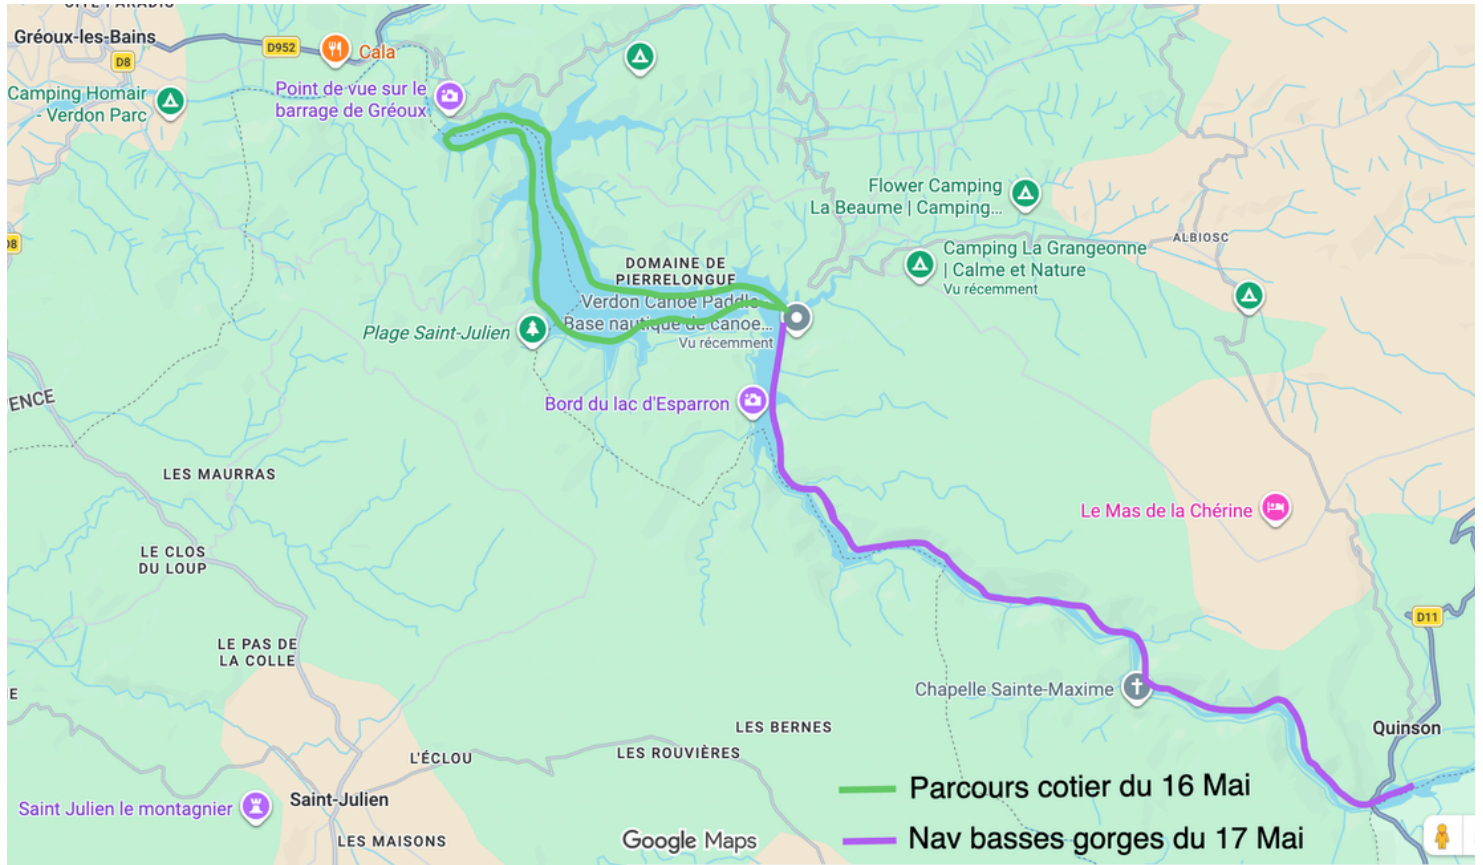 Gréoux-les-Bains
D952
Cala
D8
Point de vue sur le
barrage de Gréoux
Camping Homair
- Verdon Parc
Flower Camping
La Beaume | Camping...
ALBIOSC
Camping La Grangeonne
| Calme et Nature
Vu récemment
DOMAINE DE
PIERRELONGUE
Verdon Canoe Paddle -
Base nautique de canoe...
Vu récemment
Plage Saint-Julien
ENCE
Bord du lac d'Esparron
LES MAURRAS
Le Mas de la Chérine
LE CLOS
DU LOUP
D11
LE PAS DE
LA COLLE
E
Chapelle Sainte-Maxime
LES BERNES
Quinson
LES ROUVIÈRES
L'ÉCLOU
Parcours cotier du 16 Mai
Saint Julien le montagnier
Saint-Julien
Nav basses gorges du 17 Mai
LES MAISONS
Google Maps